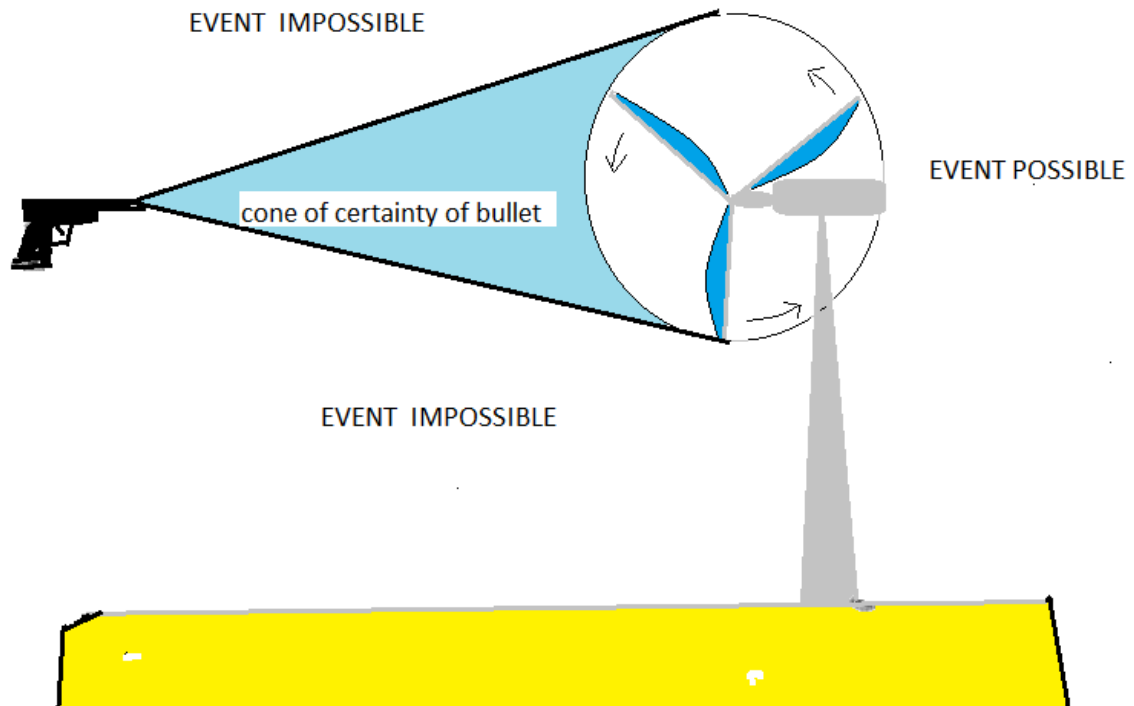 EVENT IMPOSSIBLE
EVENT POSSIBLE
cone of certainty of bullet
EVENT IMPOSSIBLE